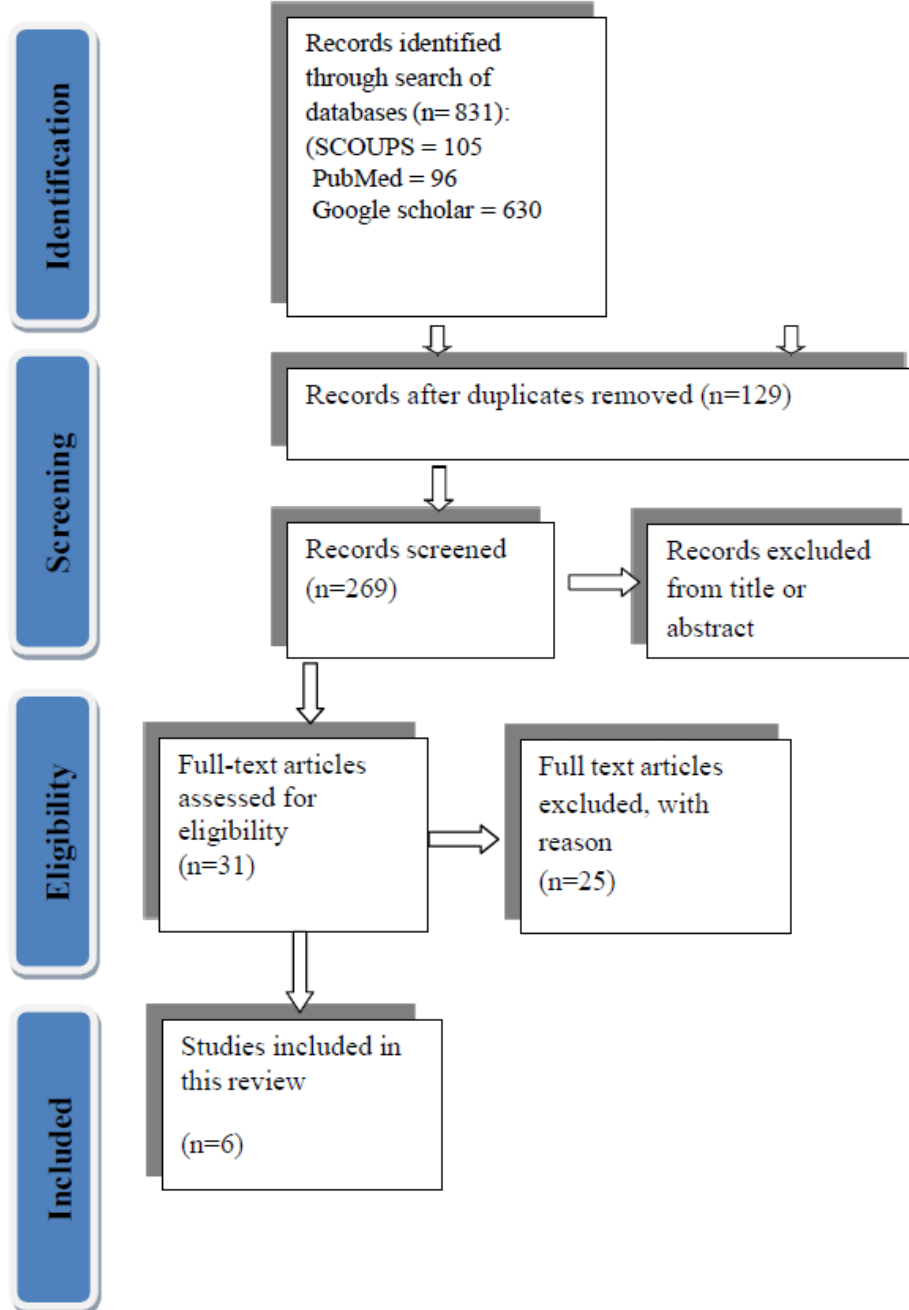 Identification
Records identified
through search of
databases (n= 831):
(SCOUPS = 105
PubMed = 96
Google scholar = 630
Screening
Records after duplicates removed (n=129)
Records screened
(n=269)
Records excluded
from title or
abstract
Eligibility
Full-text articles
assessed for
eligibility
(n=31)
Full text articles
excluded, with
reason
(n=25)
Included
Studies included in
this review
(n=6)